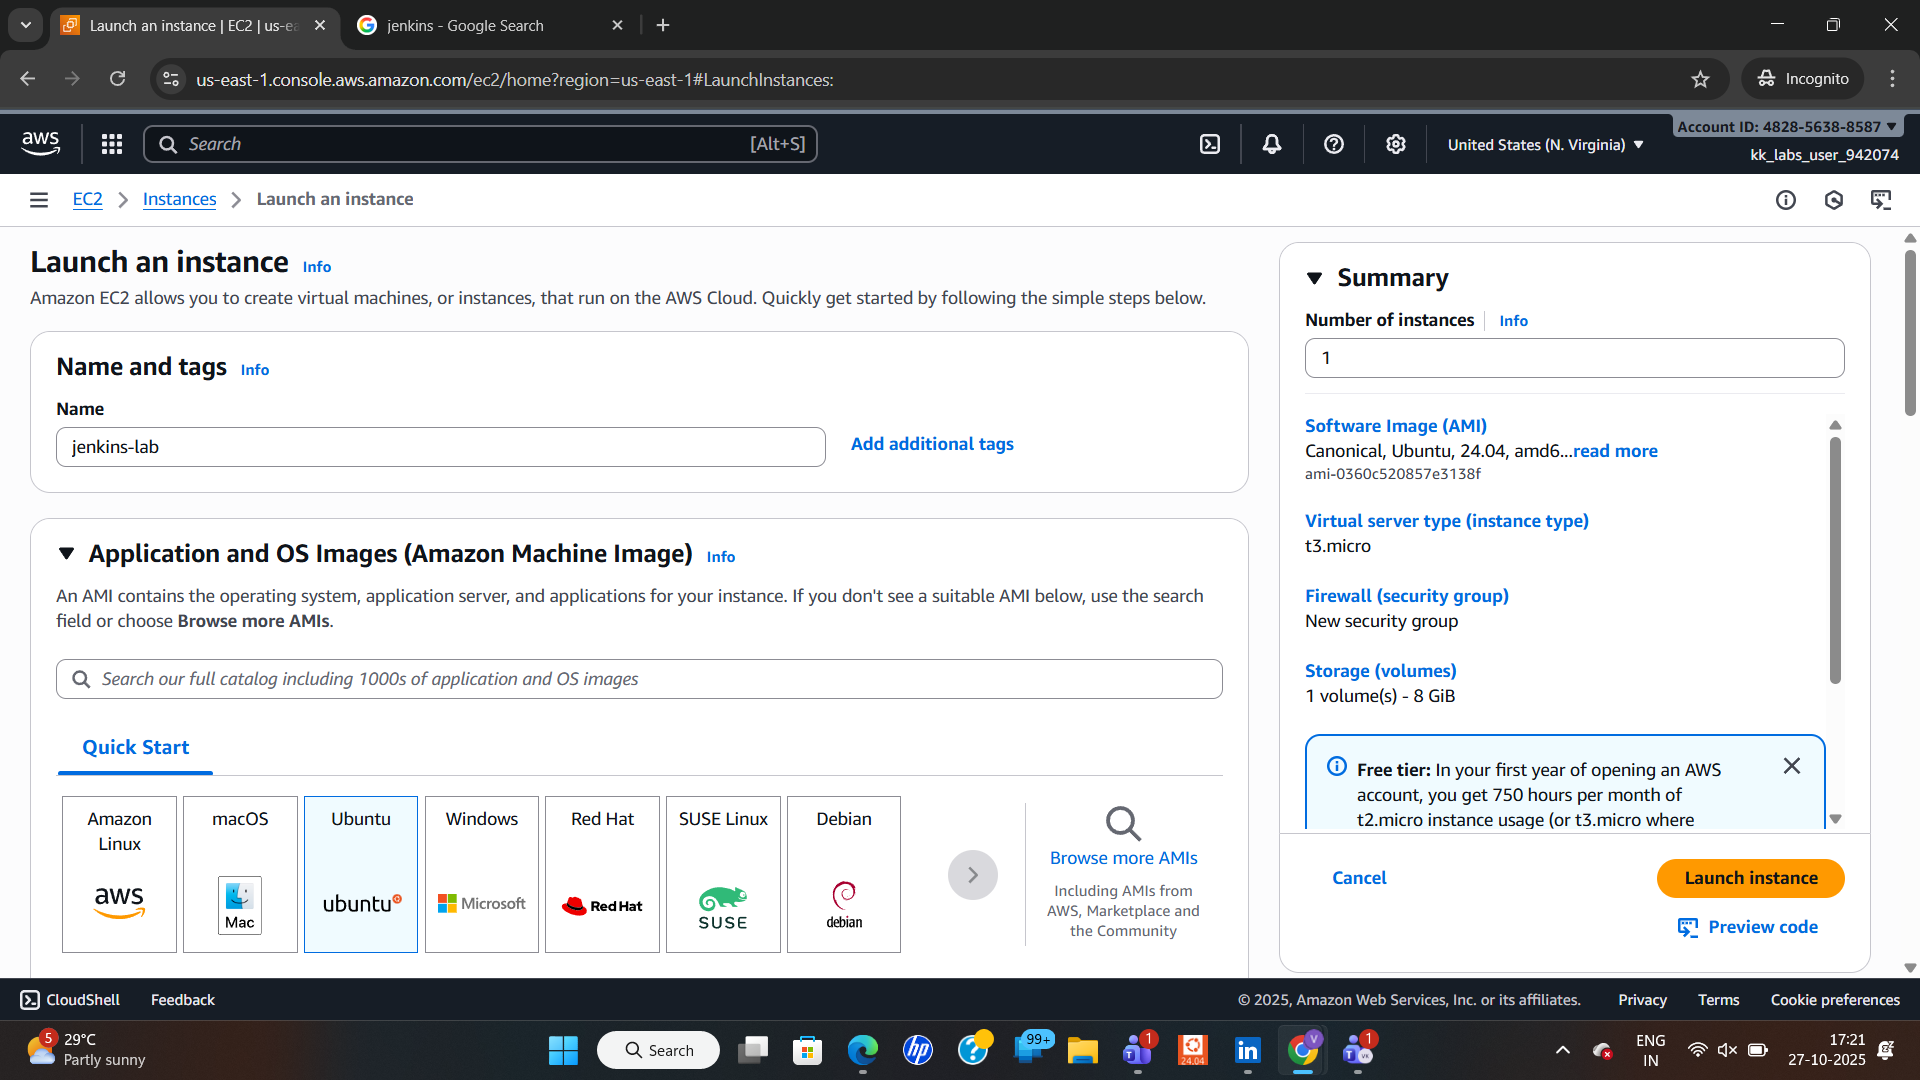 Launch an instance | EC2 | us-ea
jenkins - Google Search
us-east-1.console.aws.amazon.com/ec2/home?region=us-east-1#LaunchInstances:
Incognito
aws
Search
[Alt+S]
United States (N. Virginia)
Account ID: 4828-5638-8587
kk_labs_user_942074
EC2
Instances
Launch an instance
Launch an instance Info
Amazon EC2 allows you to create virtual machines, or instances, that run on the AWS Cloud. Quickly get started by following the simple steps below.
Name and tags Info
Name
jenkins-lab
Add additional tags
Application and OS Images (Amazon Machine Image) Info
An AMI contains the operating system, application server, and applications for your instance. If you don't see a suitable AMI below, use the search
field or choose Browse more AMIs.
Search our full catalog including 1000s of application and OS images
Quick Start
Amazon
Linux
aws
macOS
Mac
Ubuntu
ubuntu
Windows
Microsoft
Red Hat
Red Hat
SUSE Linux
SUSE
Debian
debian
Browse more AMIs
Including AMIs from
AWS, Marketplace and
the Community
Summary
Number of instances Info
1
Software Image (AMI)
Canonical, Ubuntu, 24.04, amd6...read more
ami-0360c520857e3138f
Virtual server type (instance type)
t3.micro
Firewall (security group)
New security group
Storage (volumes)
1 volume(s) - 8 GiB
Free tier: In your first year of opening an AWS
account, you get 750 hours per month of
t2.micro instance usage (or t3.micro where
Cancel
Launch instance
Preview code
CloudShell
Feedback
© 2025, Amazon Web Services, Inc. or its affiliates.
Privacy
Terms
Cookie preferences
5
29°C
Partly sunny
Search
hp
99+
1
T
24.04
in
V
1
T
VK
ENG
IN
17:21
27-10-2025